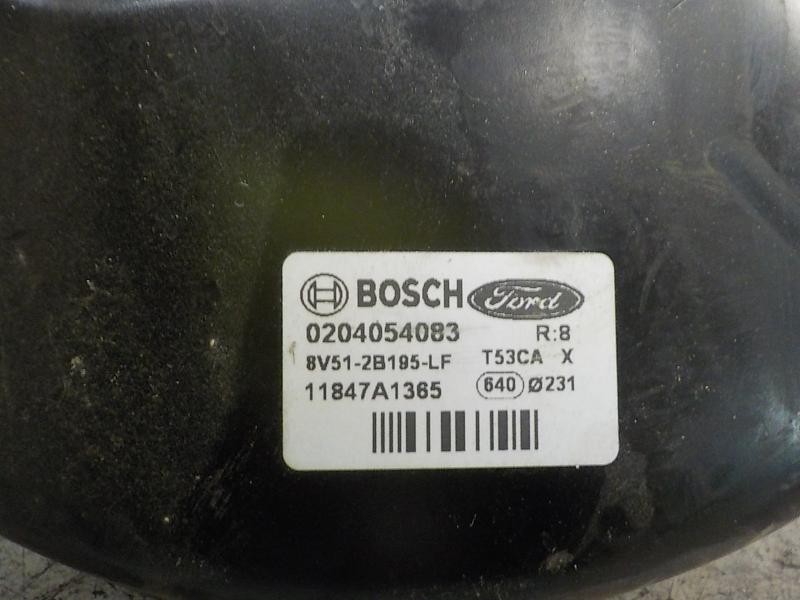 BOSCH Ford
0204054083 R:8
8V51-2B195-LF T53CA X
11847A1365 640 Ø231